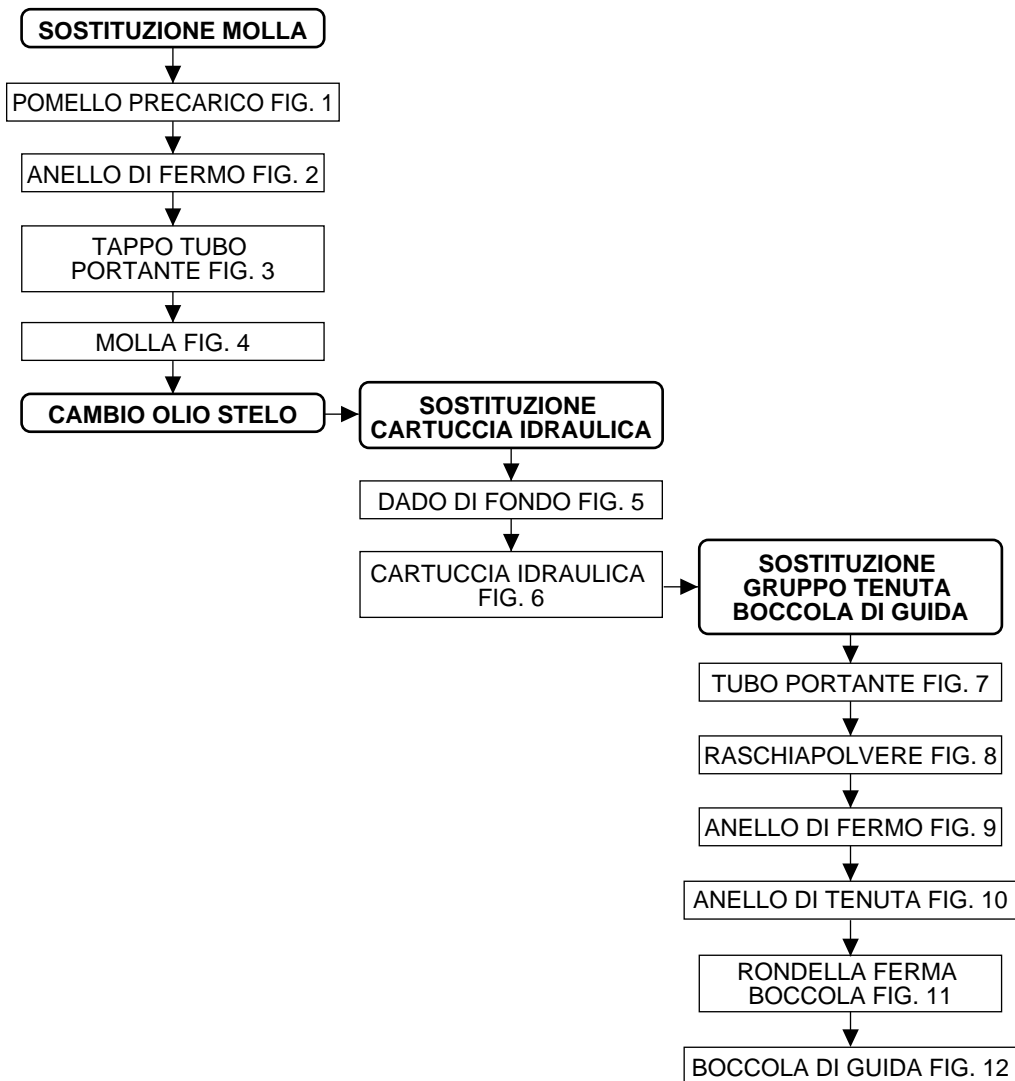 SOSTITUZIONE MOLLA
POMELLO PRECARICO FIG. 1
ANELLO DI FERMO FIG. 2
TAPPO TUBO
PORTANTE FIG. 3
MOLLA FIG. 4
CAMBIO OLIO STELO
SOSTITUZIONE
CARTUCCIA IDRAULICA
DADO DI FONDO FIG. 5
CARTUCCIA IDRAULICA
FIG. 6
SOSTITUZIONE
GRUPPO TENUTA
BOCCOLA DI GUIDA
TUBO PORTANTE FIG. 7
RASCHIAPOLVERE FIG. 8
ANELLO DI FERMO FIG. 9
ANELLO DI TENUTA FIG. 10
RONDELLA FERMA
BOCCOLA FIG. 11
BOCCOLA DI GUIDA FIG. 12